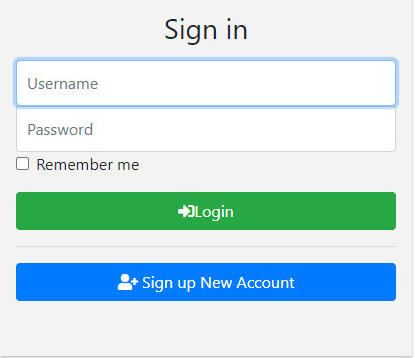 Sign in
Username
Password
Remember me
Login
Sign up New Account